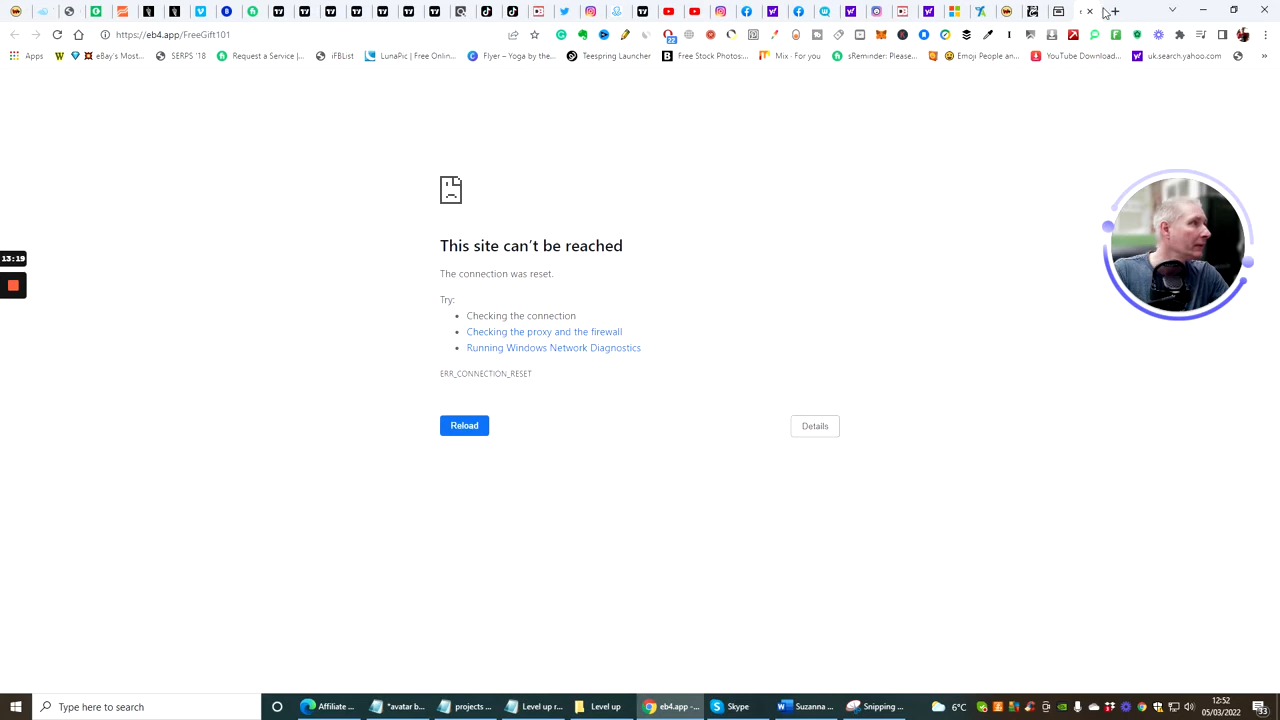 https://eb4.app/FreeGift101
22
Apps
eBay's Most...
SERPS '18
Request a Service |...
iFBList
LunaPic | Free Onlin...
Flyer – Yoga by the...
Teespring Launcher
Free Stock Photos:...
Mix · For you
sReminder: Please...
Emoji People an...
YouTube Download...
uk.search.yahoo.com
This site can't be reached
The connection was reset.
Try:
Checking the connection
Checking the proxy and the firewall
Running Windows Network Diagnostics
ERR_CONNECTION_RESET
Reload
Details
13:19
Type here to search
Affiliate ...
*avatar b...
projects ...
Level up r...
Level up
eb4.app -...
Skype
Suzanna ...
Snipping ...
6°C
12:52
05/03/2022